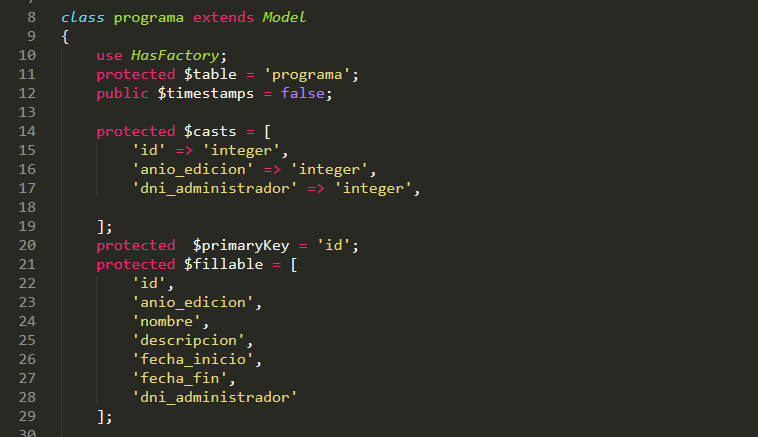 8 class programa extends Model
9 {
10     use HasFactory;
11     protected $table = 'programa';
12     public $timestamps = false;
13
14     protected $casts = [
15         'id' => 'integer',
16         'anio_edicion' => 'integer',
17         'dni_administrador' => 'integer',
18
19     ];
20     protected  $primaryKey = 'id';
21     protected $fillable = [
22         'id',
23         'anio_edicion',
24         'nombre',
25         'descripcion',
26         'fecha_inicio',
27         'fecha_fin',
28         'dni_administrador'
29     ];
30